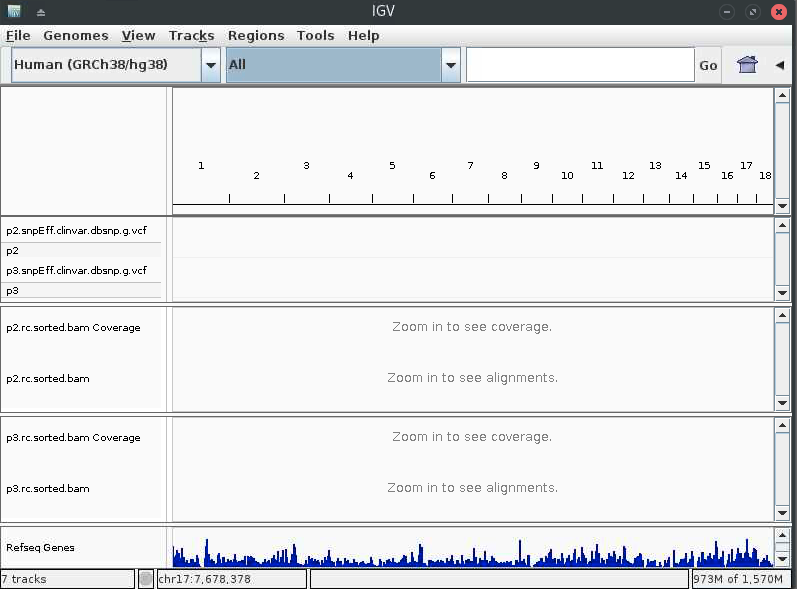 IGV
File Genomes View Tracks Regions Tools Help
Human (GRCh38/hg38) All Go
1 2 3 4 5 6 7 8 9 10 11 12 13 14 15 16 17 18
p2.snpEff.clinvar.dbsnp.g.vcf
p2
p3.snpEff.clinvar.dbsnp.g.vcf
p3
p2.rc.sorted.bam Coverage Zoom in to see coverage.
p2.rc.sorted.bam Zoom in to see alignments.
p3.rc.sorted.bam Coverage Zoom in to see coverage.
p3.rc.sorted.bam Zoom in to see alignments.
Refseq Genes
7 tracks chr17:7,678,378 973M of 1,570M